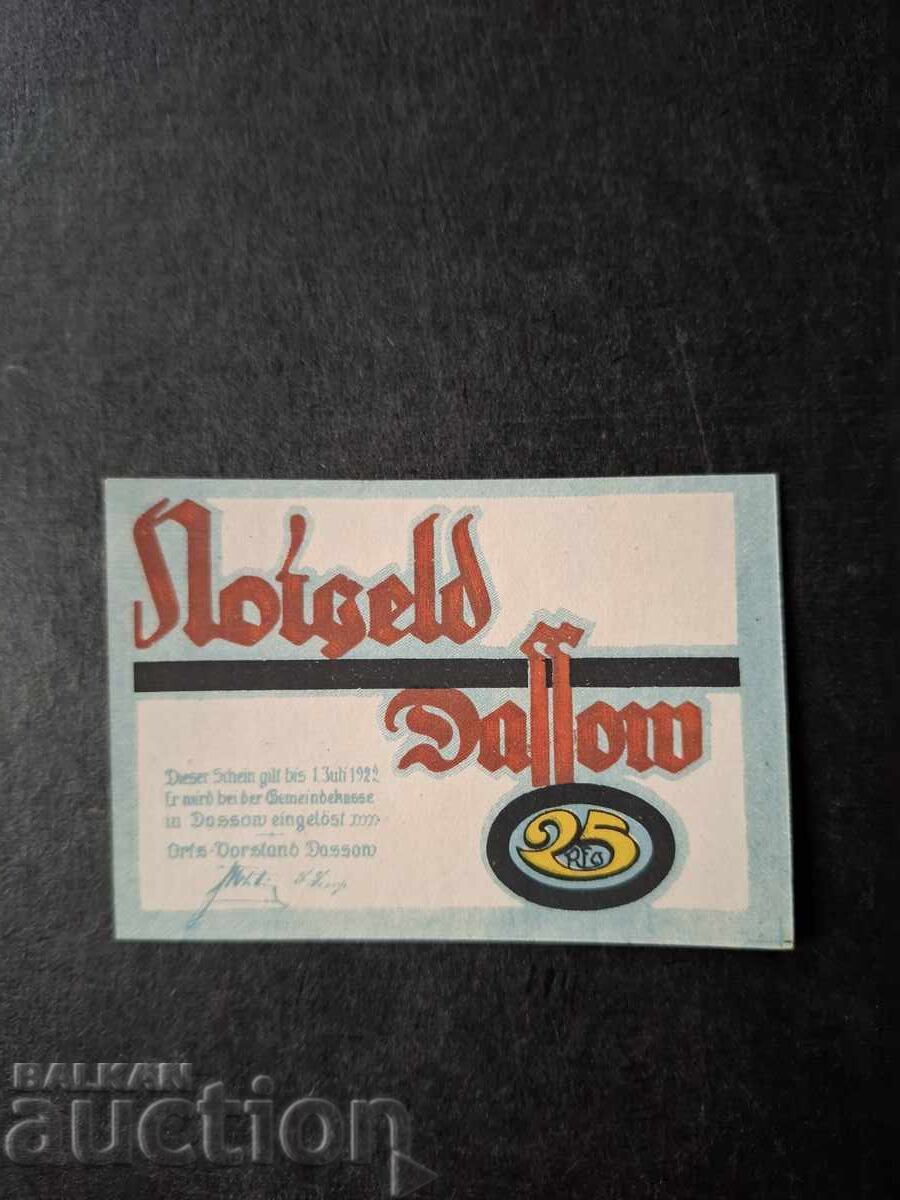 Notgeld
Dassow
Dieser Schein gilt bis 1. Juli 1922
Er wird bei der Gemeindekasse
in Dassow eingelöst
Orts-Vorstand Dassow
25
PFG
BALKAN
auction